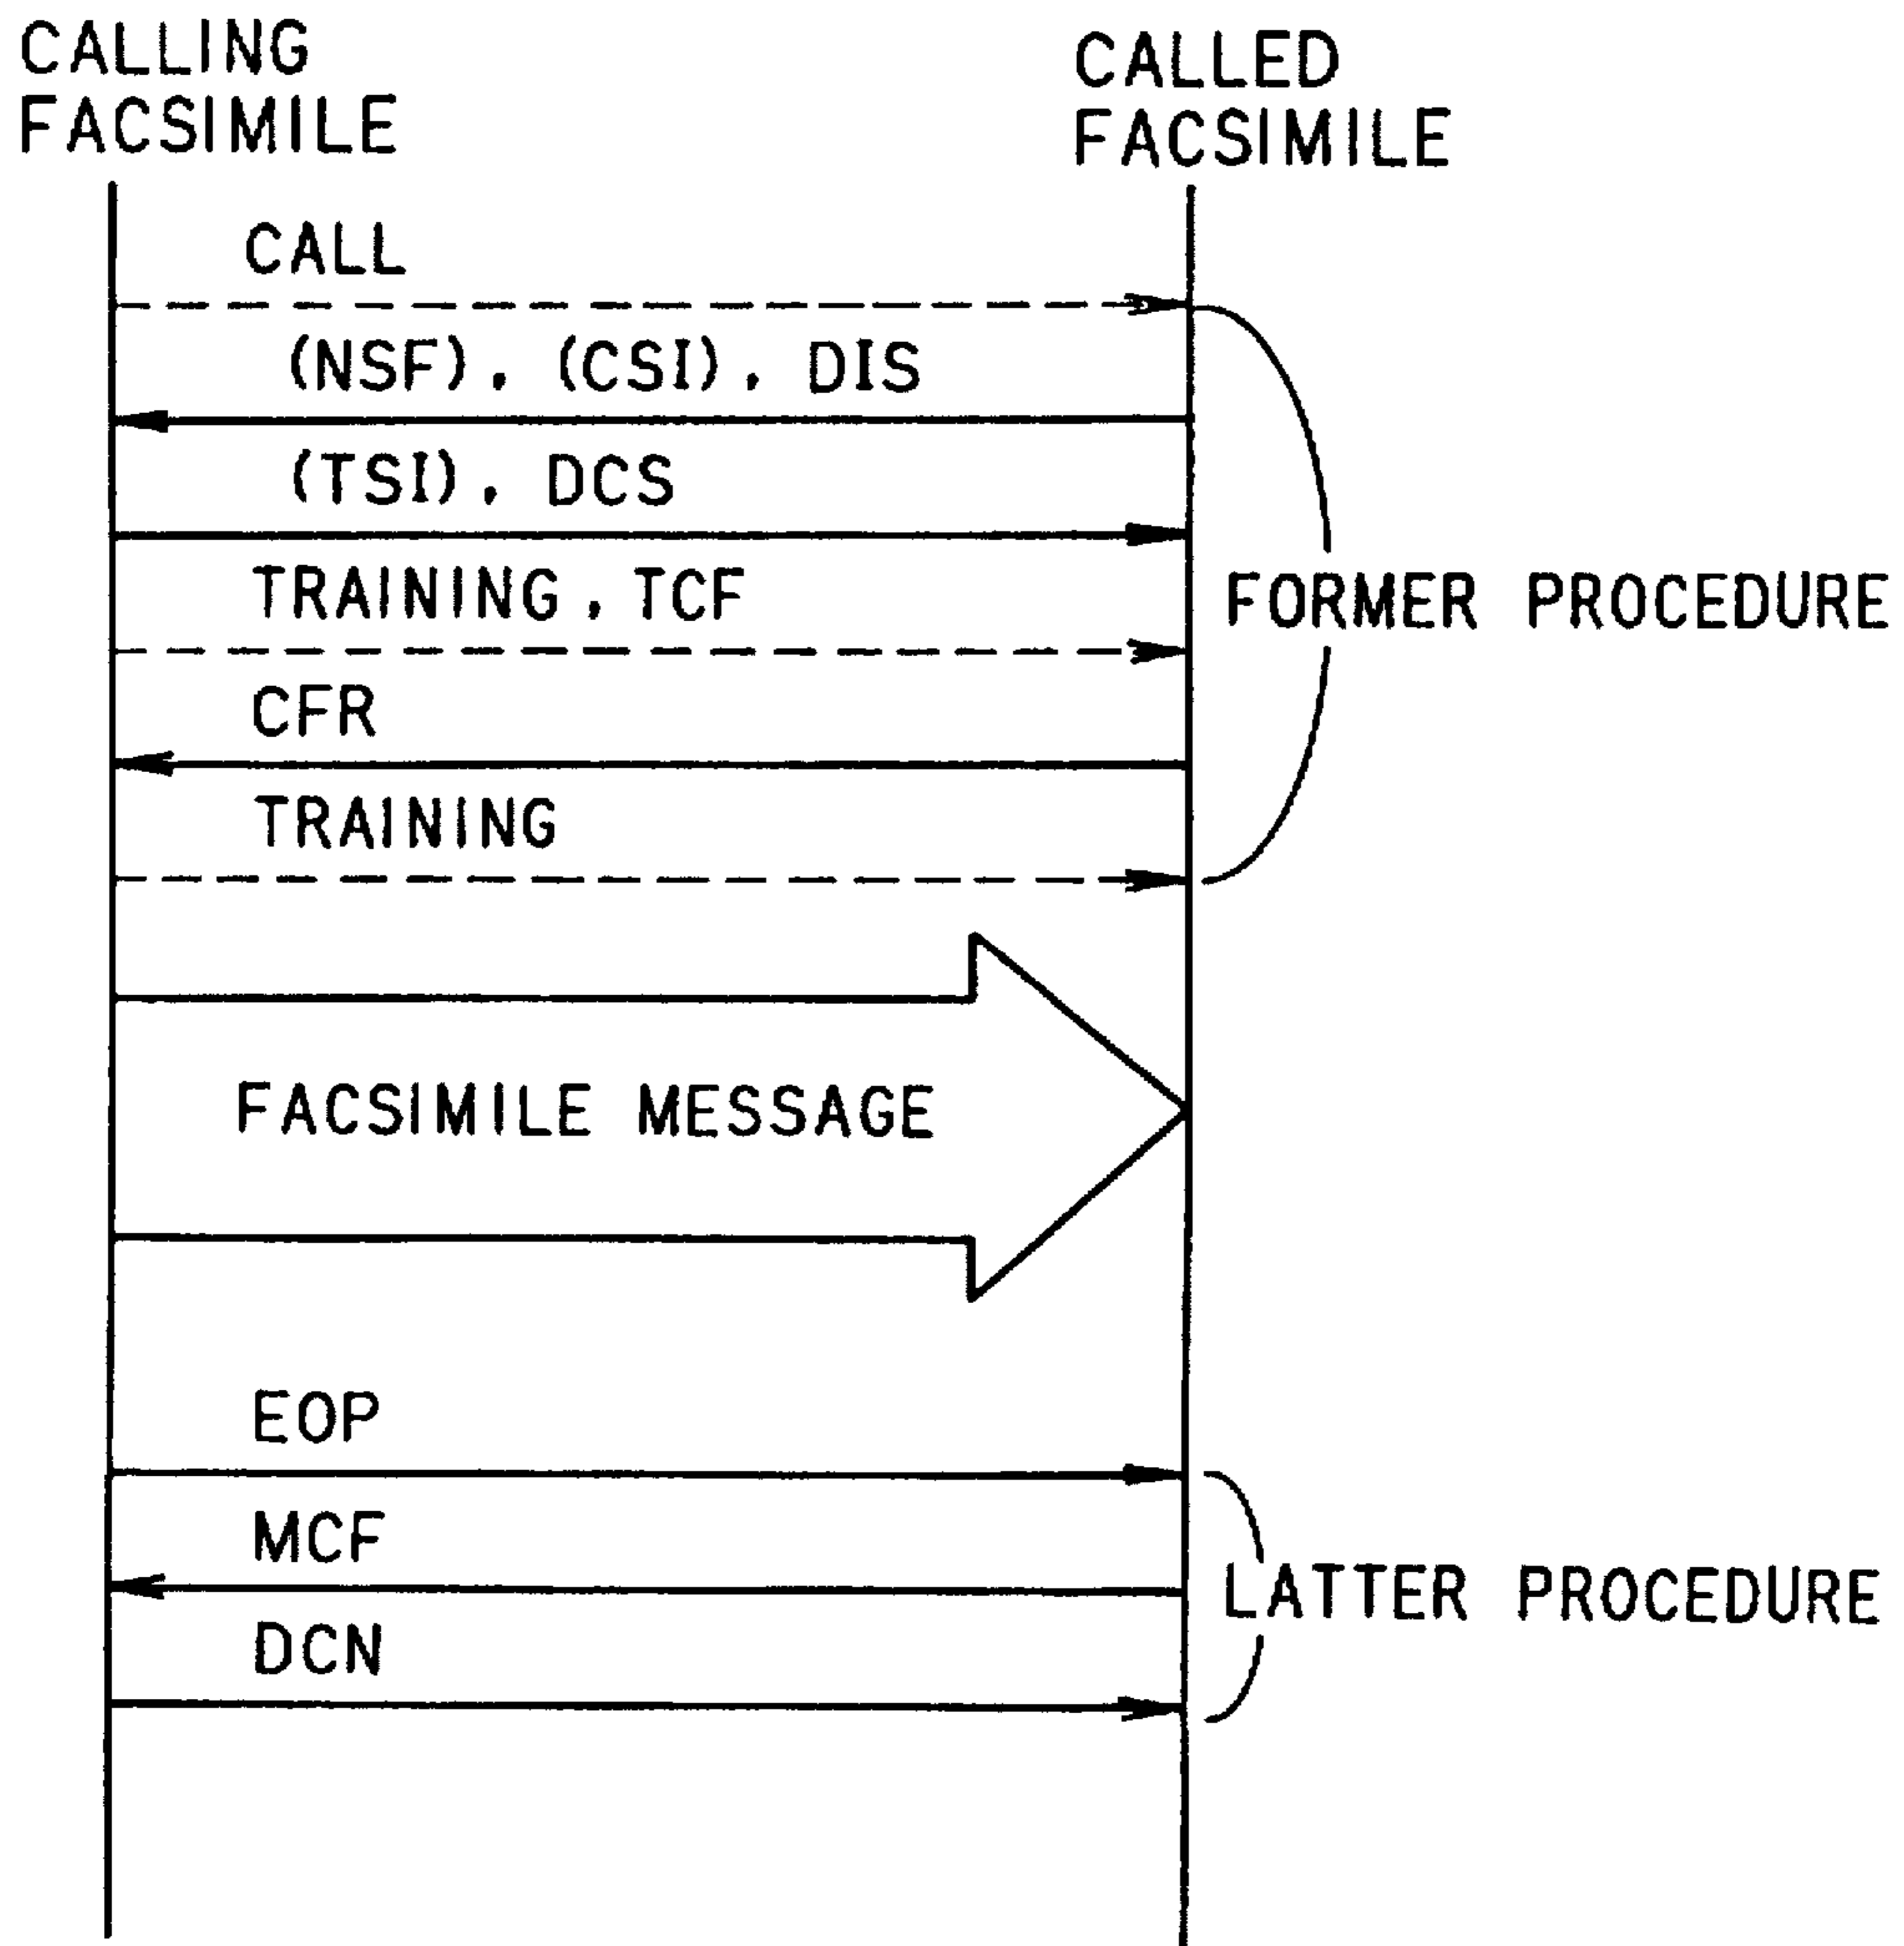 CALLING
FACSIMILE
CALLED
FACSIMILE
CALL
(NSF), (CSI), DIS
(TSI), DCS
TRAINING, TCF
FORMER PROCEDURE
CFR
TRAINING
FACSIMILE MESSAGE
EOP
MCF
LATTER PROCEDURE
DCN